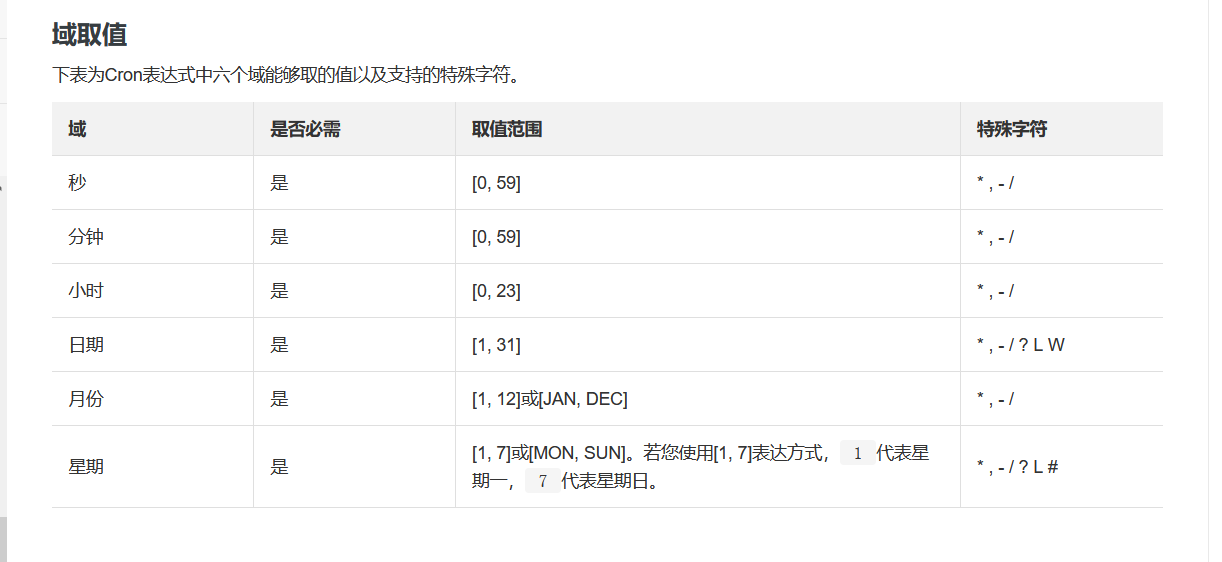 域取值
下表为Cron表达式中六个域能够取的值以及支持的特殊字符。
域 是否必需 取值范围 特殊字符
秒 是 [0, 59] * , - /
分钟 是 [0, 59] * , - /
小时 是 [0, 23] * , - /
日期 是 [1, 31] * , - / ? L W
月份 是 [1, 12]或[JAN, DEC] * , - /
星期 是 [1, 7]或[MON, SUN]。若您使用[1, 7]表达方式， 1 代表星
期一， 7 代表星期日。 * , - / ? L #